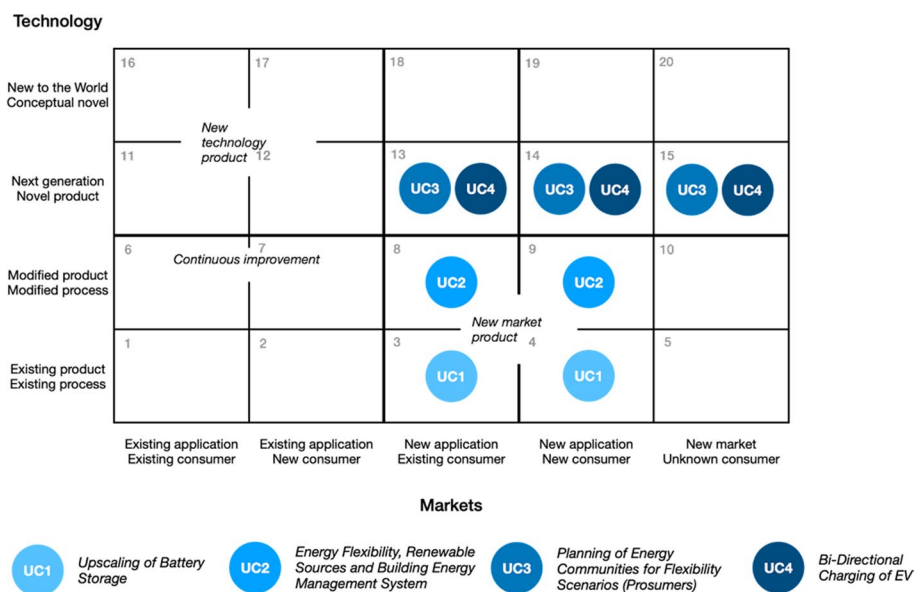 Technology
16 17 18 19 20
New to the World
Conceptual novel
New
technology
product
11 12 13 14 15
Next generation
Novel product
UC3 UC4 UC3 UC4 UC3 UC4
6 7 8 9 10
Continuous improvement
Modified product
Modified process
UC2 UC2
New market
product
1 2 3 4 5
Existing product
Existing process
UC1 UC1
Existing application
Existing consumer
Existing application
New consumer
New application
Existing consumer
New application
New consumer
New market
Unknown consumer
Markets
UC1
Upscaling of Battery
Storage
UC2
Energy Flexibility, Renewable
Sources and Building Energy
Management System
UC3
Planning of Energy
Communities for Flexibility
Scenarios (Prosumers)
UC4
Bi-Directional
Charging of EV